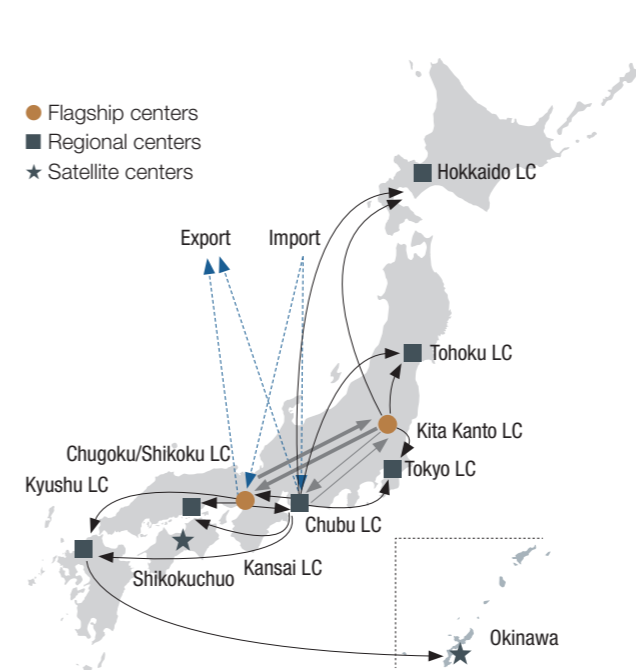 Flagship centers
Regional centers
Satellite centers
Hokkaido LC
Export
Import
Tohoku LC
Kita Kanto LC
Chugoku/Shikoku LC
Tokyo LC
Kyushu LC
Chubu LC
Kansai LC
Shikokuchuo
Okinawa